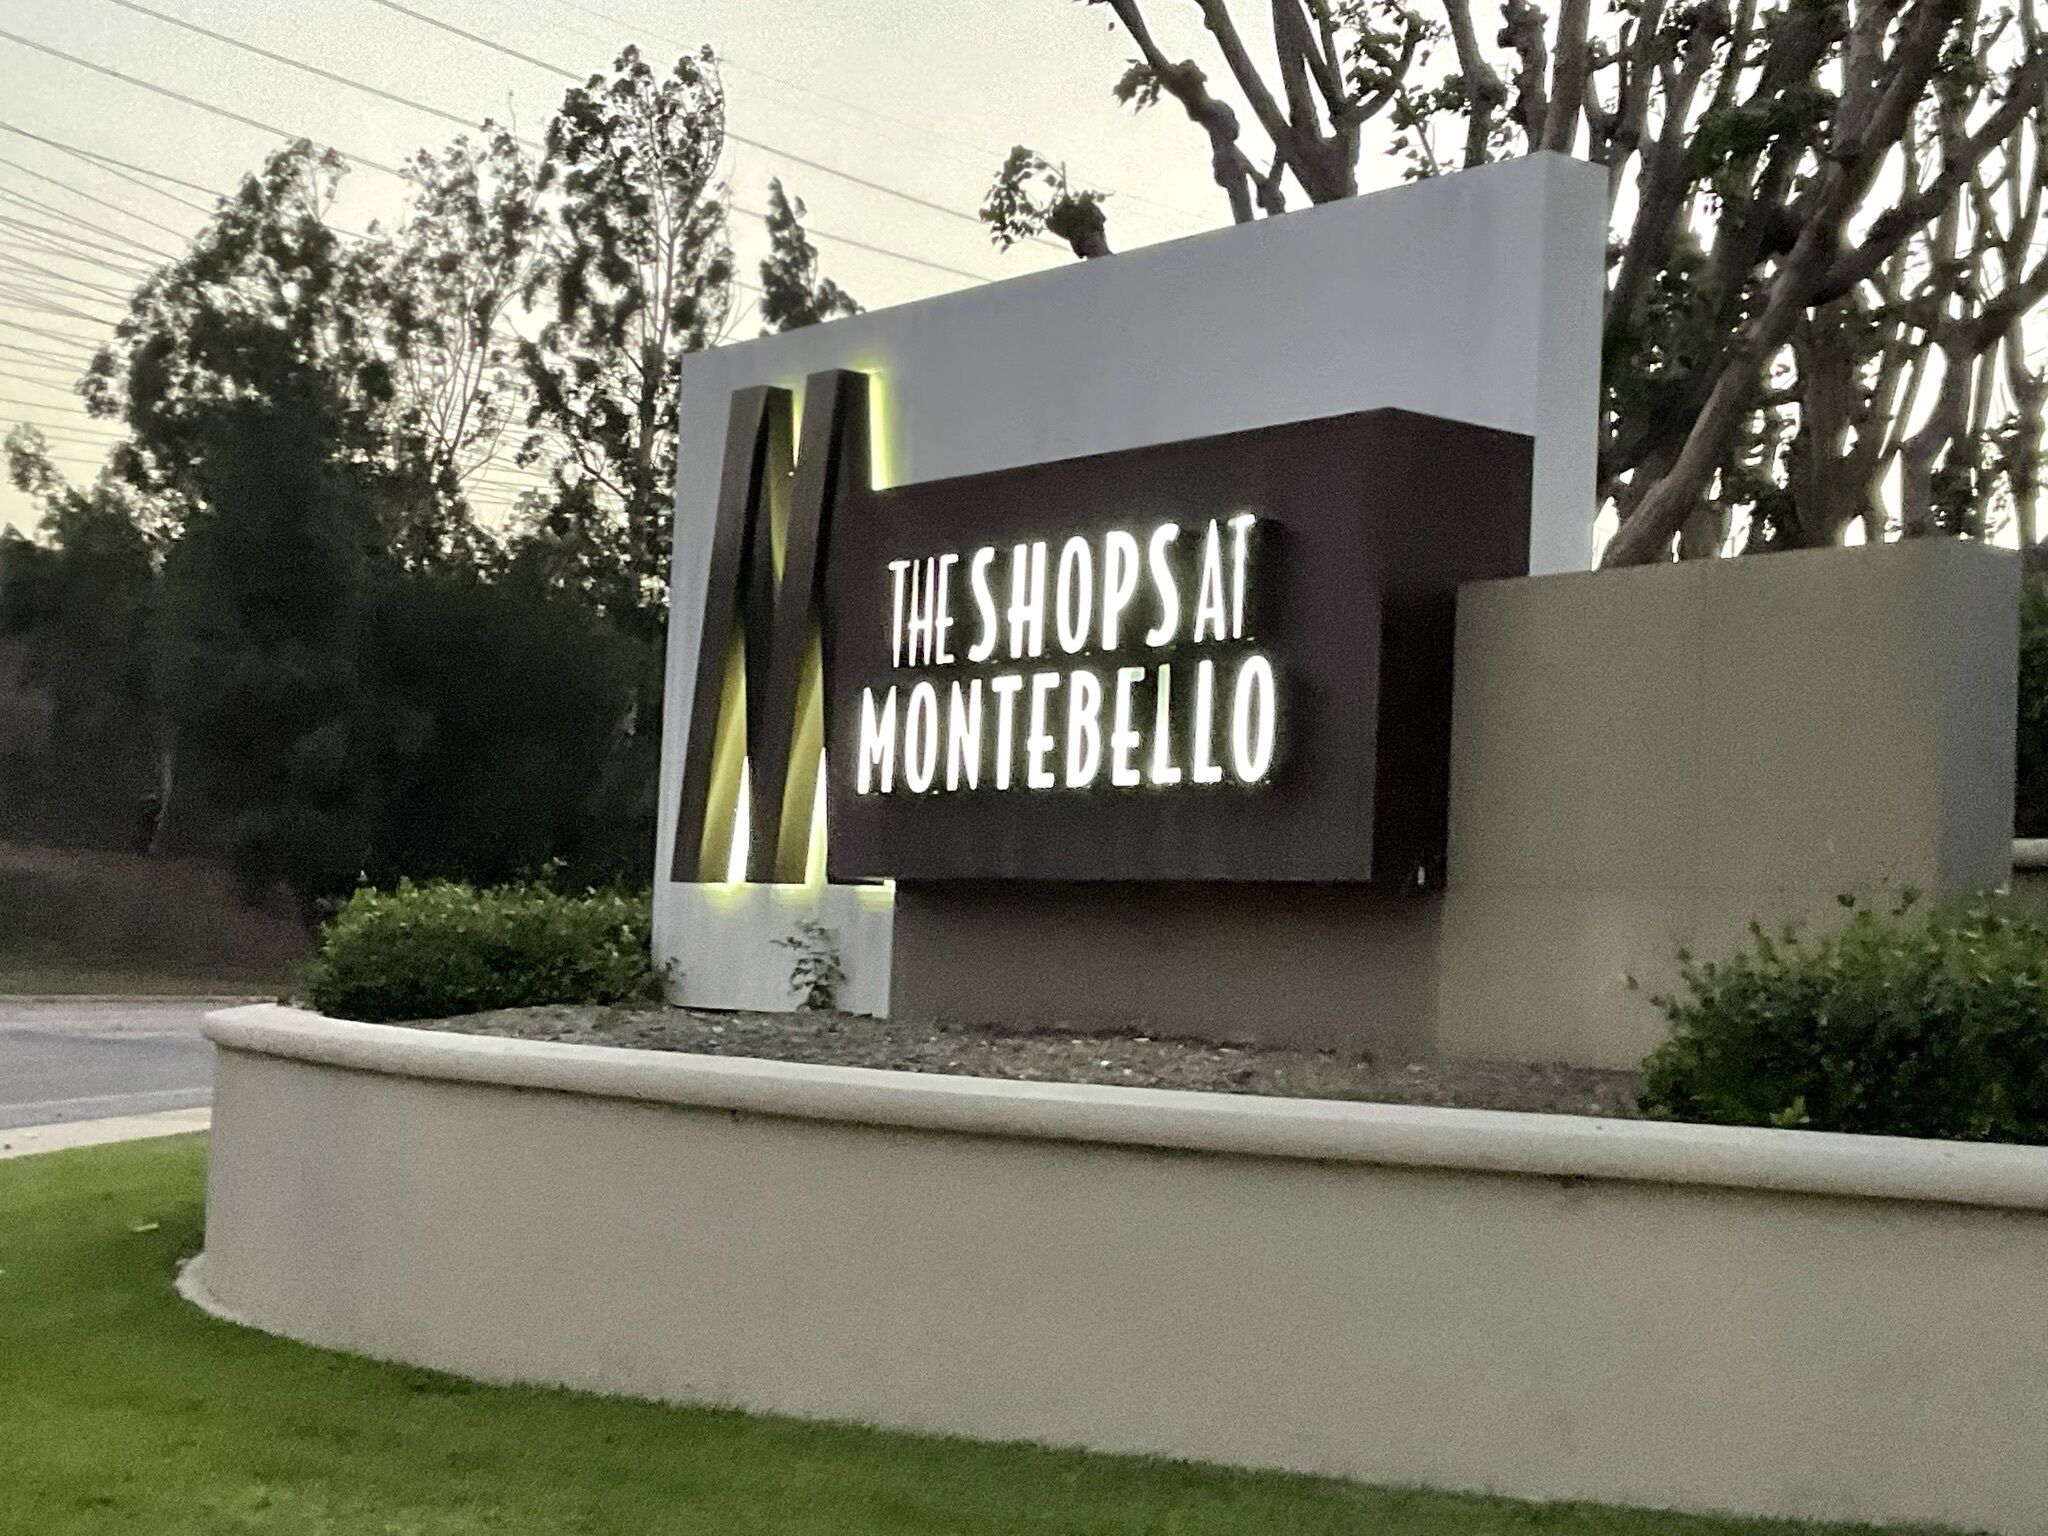 M
THE SHOPS AT
MONTEBELLO